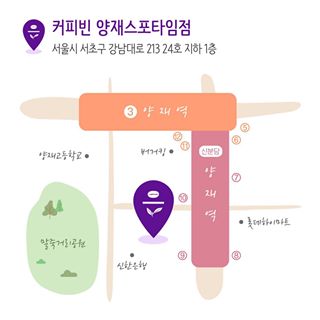 커피빈 양재스포타임점
서울시 서초구 강남대로 213 24호 지하 1층
3 양재역
⑤
⑫
⑥
양재고등학교
버거킹
⑪
신분당
양재역
⑦
⑩
롯데하이마트
말죽거리공원
신한은행
⑨
⑧